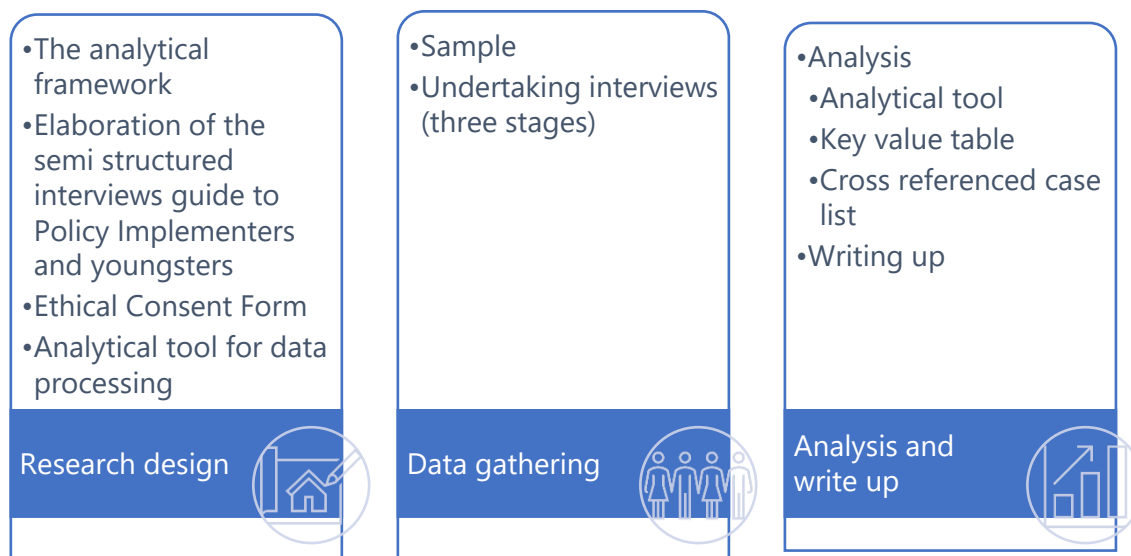 •The analytical
framework
•Elaboration of the
semi structured
interviews guide to
Policy Implementers
and youngsters
•Ethical Consent Form
•Analytical tool for data
processing
Research design
•Sample
•Undertaking interviews
(three stages)
Data gathering
•Analysis
•Analytical tool
•Key value table
•Cross referenced case
list
•Writing up
Analysis and
write up